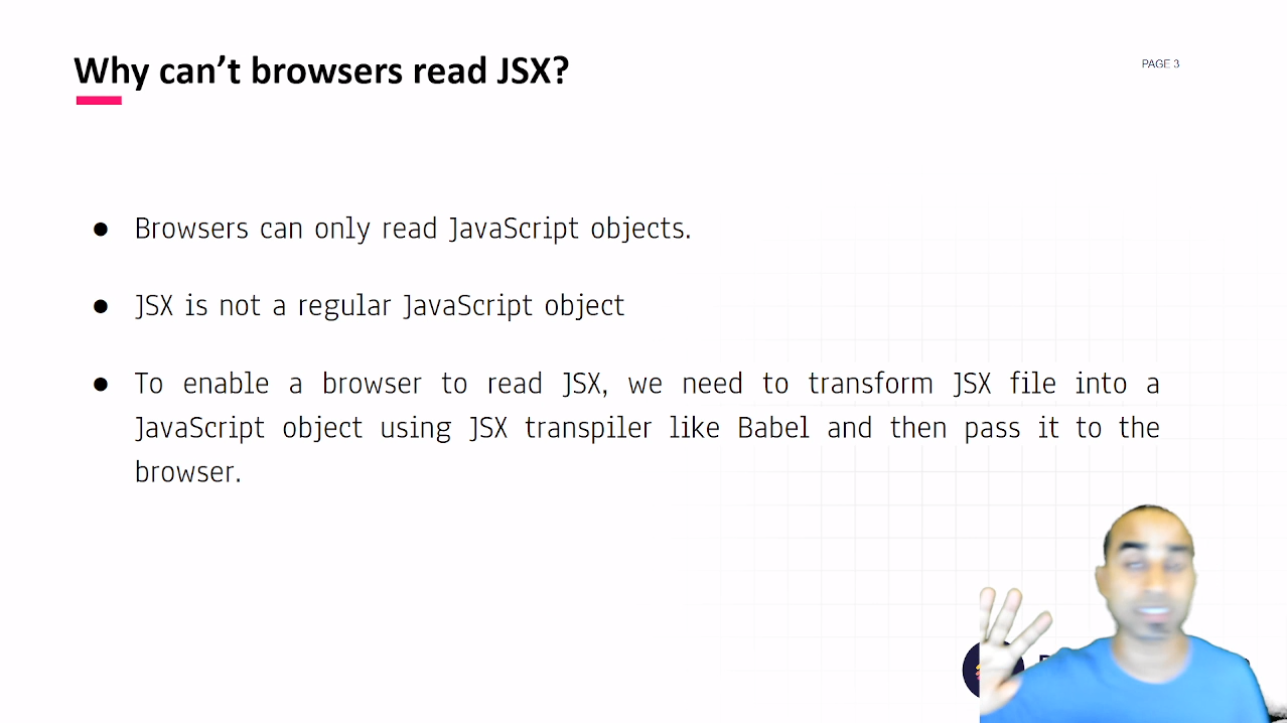 Why can't browsers read JSX?
PAGE 3
● Browsers can only read JavaScript objects.
● JSX is not a regular JavaScript object
● To enable a browser to read JSX, we need to transform JSX file into a
JavaScript object using JSX transpiler like Babel and then pass it to the
browser.